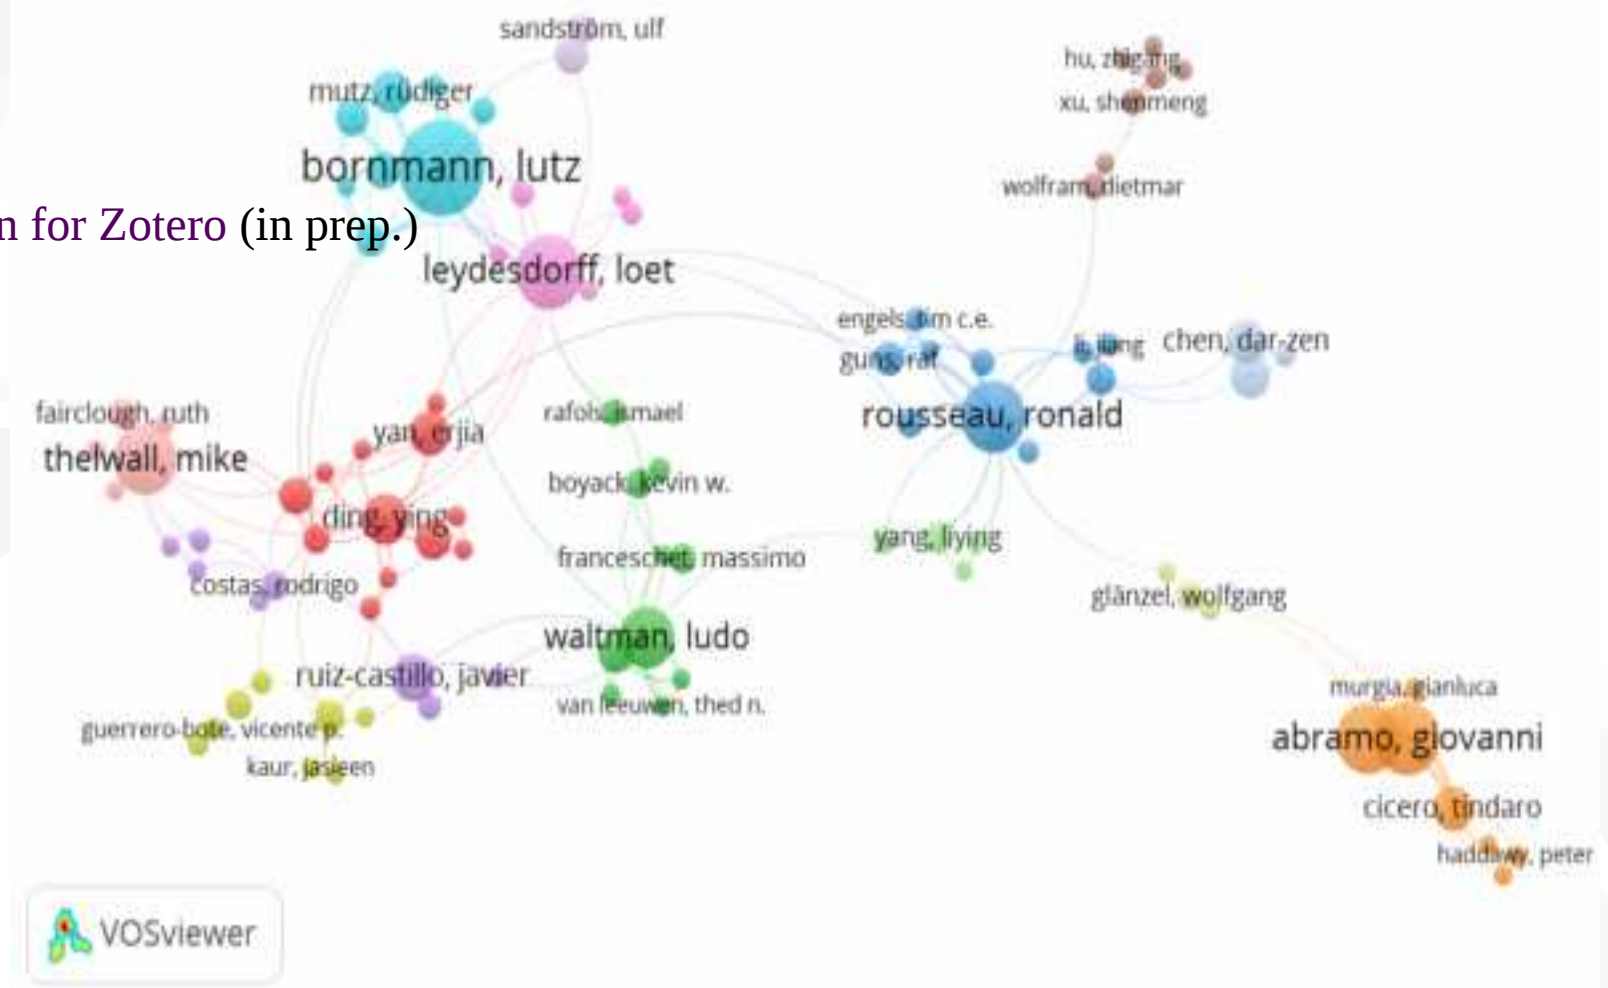 sandström, ulf
hu, zhigang
mutz, rüdiger
xu, shenmeng
bornmann, lutz
wolfram, dietmar
n for Zotero (in prep.)
leydesdorff, loet
engels, tim c.e.
guns, raf
li, jiang
chen, dar-zen
fairclough, ruth
rafols, ismael
rousseau, ronald
yan, erjia
thelwall, mike
boyack, kevin w.
ding, ying
yang, liying
franceschet, massimo
costas, rodrigo
glänzel, wolfgang
waltman, ludo
ruiz-castillo, javier
murgia, gianluca
van leeuwen, thed n.
guerrero-bote, vicente p.
abramo, giovanni
kaur, jasleen
cicero, tindaro
haddawy, peter
VOSviewer